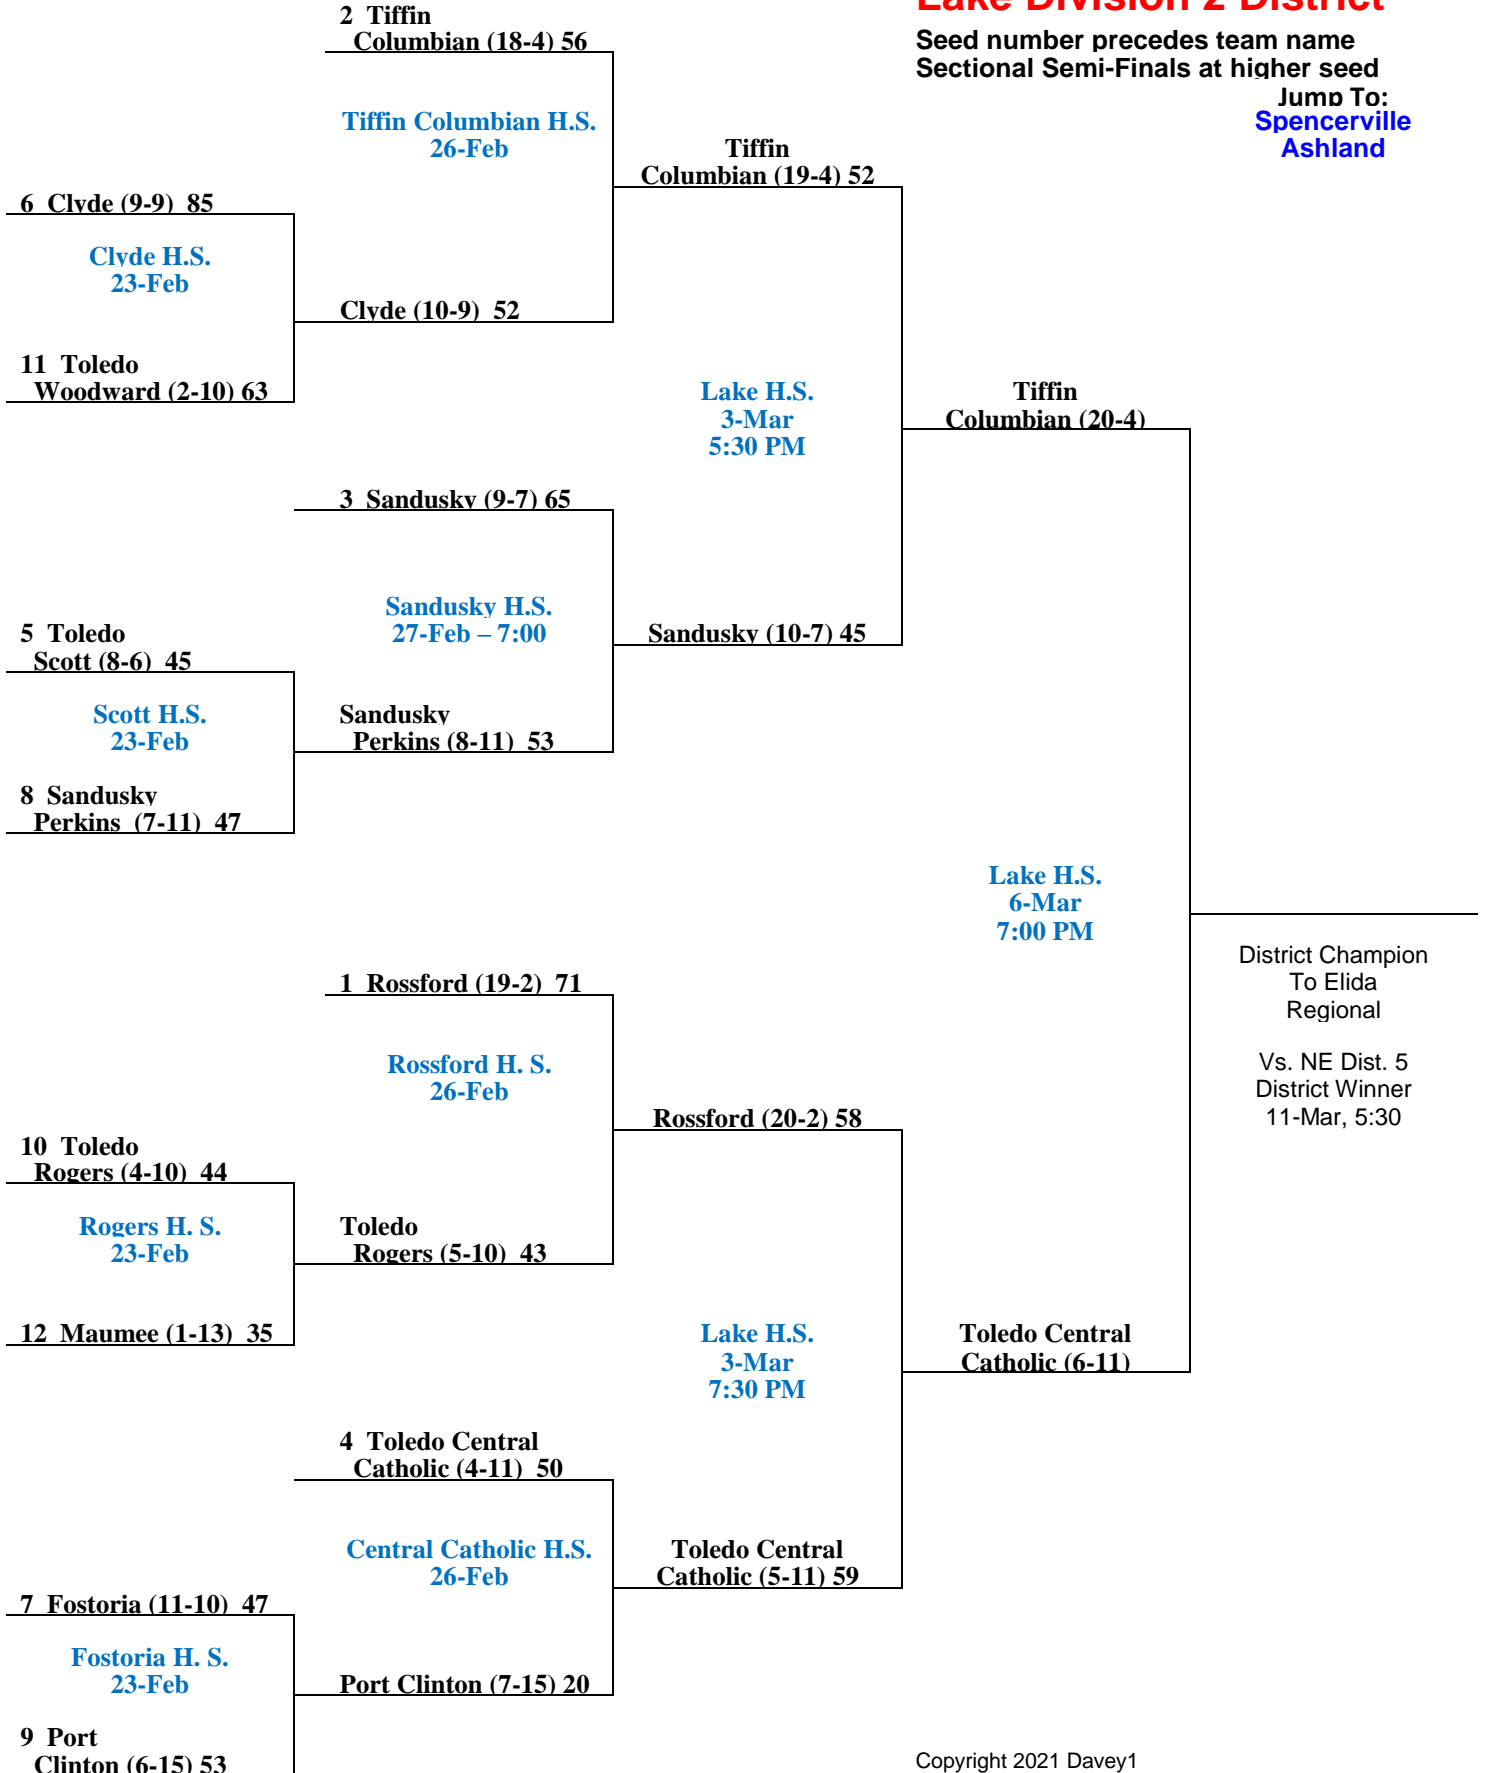 Lake Division 2 District
Seed number precedes team name
Sectional Semi-Finals at higher seed
Jump To:
Spencerville
Ashland
2 Tiffin
Columbian (18-4) 56
Tiffin Columbian H.S.
26-Feb
Tiffin
Columbian (19-4) 52
6 Clyde (9-9) 85
Clyde H.S.
23-Feb
Clyde (10-9) 52
11 Toledo
Woodward (2-10) 63
Lake H.S.
3-Mar
5:30 PM
Tiffin
Columbian (20-4)
3 Sandusky (9-7) 65
Sandusky H.S.
27-Feb – 7:00
Sandusky (10-7) 45
5 Toledo
Scott (8-6) 45
Scott H.S.
23-Feb
Sandusky
Perkins (8-11) 53
8 Sandusky
Perkins (7-11) 47
Lake H.S.
6-Mar
7:00 PM
District Champion
To Elida
Regional
Vs. NE Dist. 5
District Winner
11-Mar, 5:30
1 Rossford (19-2) 71
Rossford H. S.
26-Feb
Rossford (20-2) 58
10 Toledo
Rogers (4-10) 44
Rogers H. S.
23-Feb
Toledo
Rogers (5-10) 43
12 Maumee (1-13) 35
Lake H.S.
3-Mar
7:30 PM
Toledo Central
Catholic (6-11)
4 Toledo Central
Catholic (4-11) 50
Central Catholic H.S.
26-Feb
Toledo Central
Catholic (5-11) 59
7 Fostoria (11-10) 47
Fostoria H. S.
23-Feb
Port Clinton (7-15) 20
9 Port
Clinton (6-15) 53
Copyright 2021 Davey1